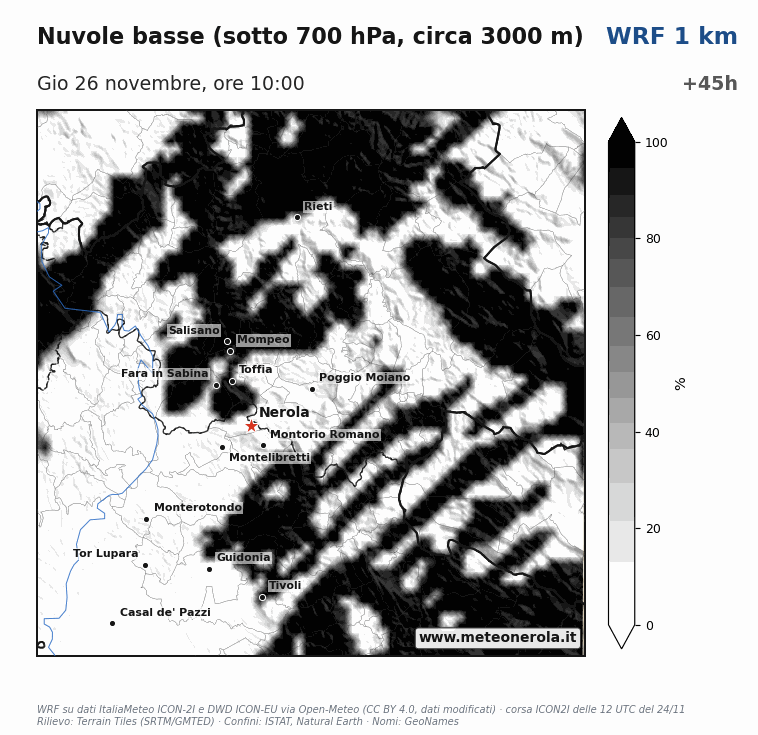 Nuvole basse (sotto 700 hPa, circa 3000 m) WRF 1 km
Gio 26 novembre, ore 10:00 +45h
100
80
60
40
20
0
%
Rieti
Salisano
Mompeo
Fara in Sabina
Toffia
Poggio Moiano
Nerola
Montorio Romano
Montelibretti
Monterotondo
Tor Lupara
Guidonia
Tivoli
Casal de' Pazzi
www.meteonerola.it
WRF su dati ItaliaMeteo ICON-2I e DWD ICON-EU via Open-Meteo (CC BY 4.0, dati modificati) · corsa ICON2I delle 12 UTC del 24/11
Rilievo: Terrain Tiles (SRTM/GMTED) · Confini: ISTAT, Natural Earth · Nomi: GeoNames